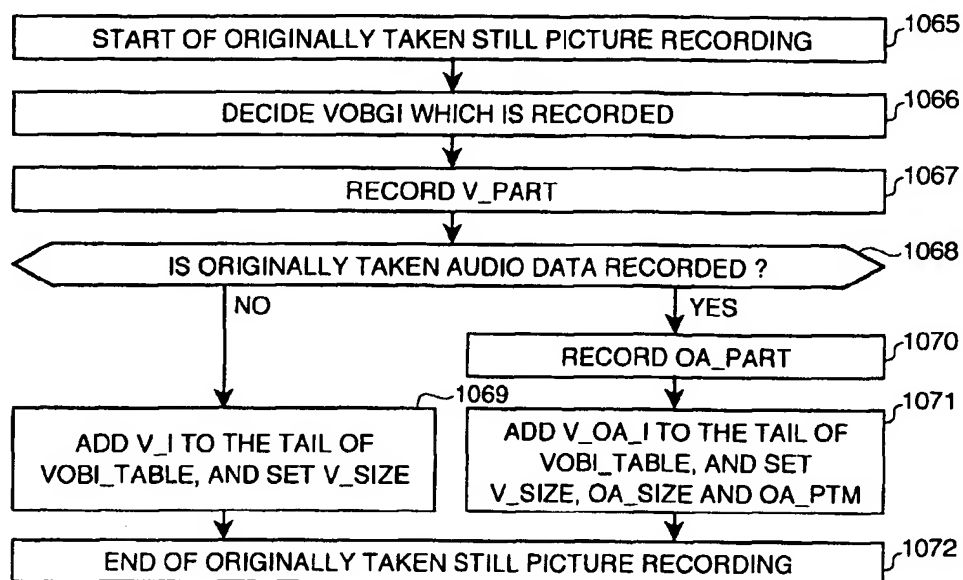 START OF ORIGINALLY TAKEN STILL PICTURE RECORDING
1065
DECIDE VOBGI WHICH IS RECORDED
1066
RECORD V_PART
1067
IS ORIGINALLY TAKEN AUDIO DATA RECORDED ?
1068
NO
YES
RECORD OA_PART
1070
1069
ADD V_I TO THE TAIL OF
VOBI_TABLE, AND SET V_SIZE
1071
ADD V_OA_I TO THE TAIL OF
VOBI_TABLE, AND SET
V_SIZE, OA_SIZE AND OA_PTM
END OF ORIGINALLY TAKEN STILL PICTURE RECORDING
1072